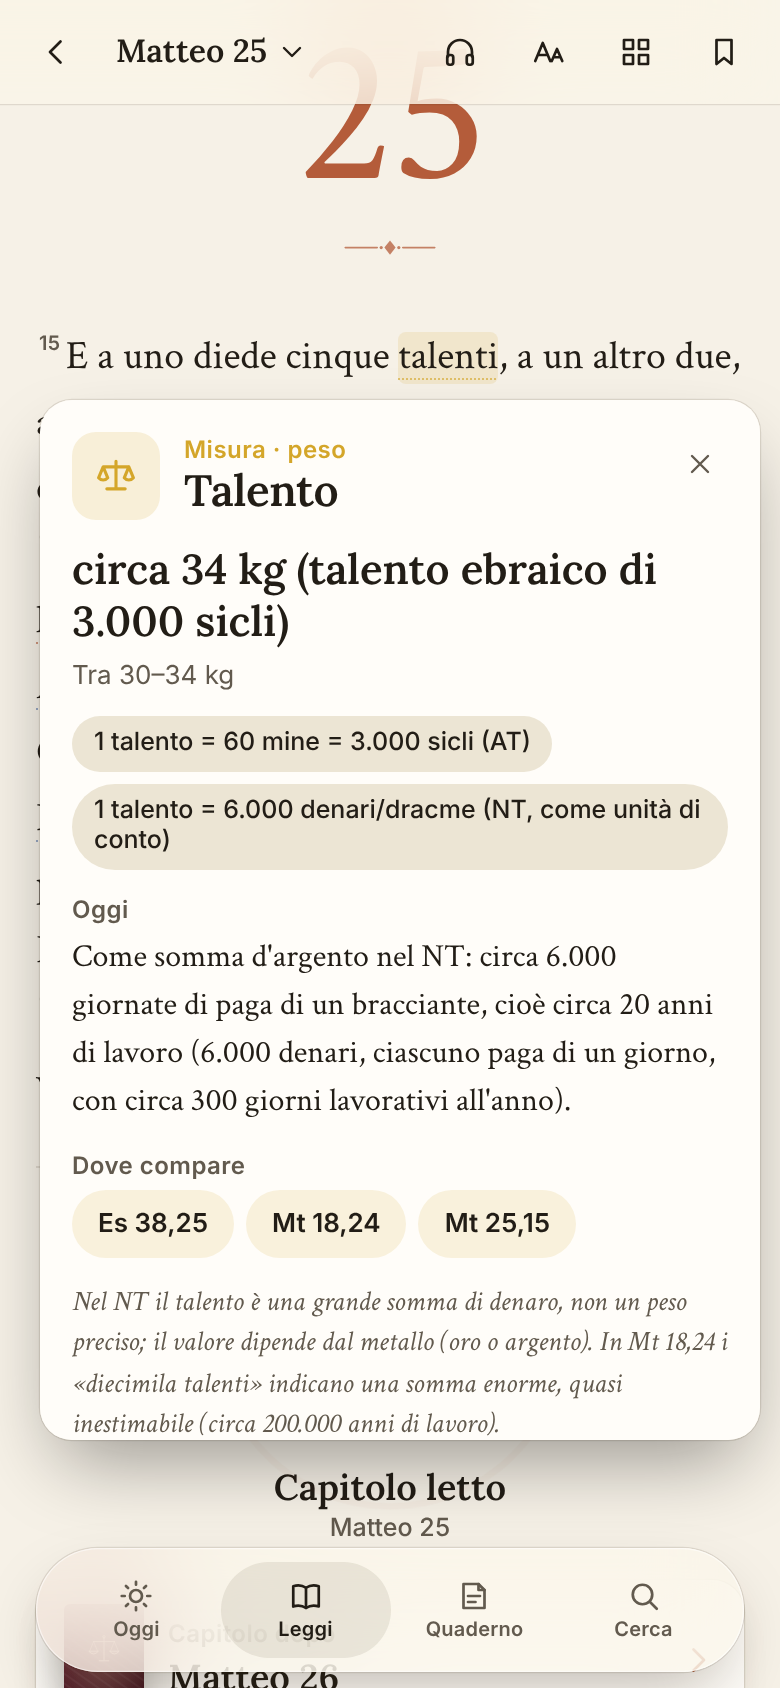 Matteo 25
25
15 E a uno diede cinque talenti, a un altro due,
Misura · peso
Talento
circa 34 kg (talento ebraico di
3.000 sicli)
Tra 30–34 kg
1 talento = 60 mine = 3.000 sicli (AT)
1 talento = 6.000 denari/dracme (NT, come unità di
conto)
Oggi
Come somma d'argento nel NT: circa 6.000
giornate di paga di un bracciante, cioè circa 20 anni
di lavoro (6.000 denari, ciascuno paga di un giorno,
con circa 300 giorni lavorativi all'anno).
Dove compare
Es 38,25
Mt 18,24
Mt 25,15
Nel NT il talento è una grande somma di denaro, non un peso
preciso; il valore dipende dal metallo (oro o argento). In Mt 18,24 i
«diecimila talenti» indicano una somma enorme, quasi
inestimabile (circa 200.000 anni di lavoro).
Capitolo letto
Matteo 25
Oggi
Leggi
Quaderno
Cerca
Capitolo dopo
Matteo 26